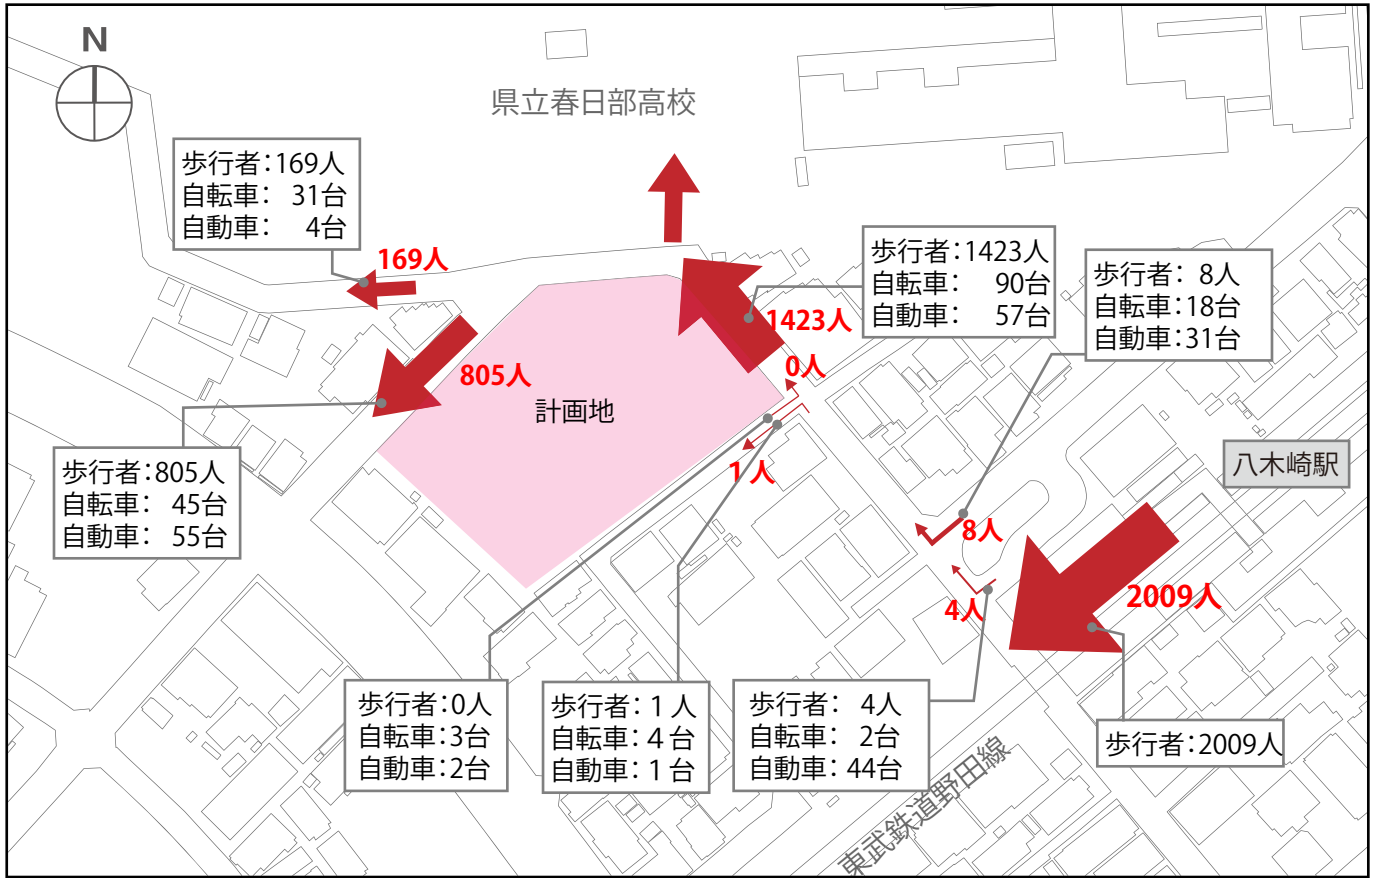 N
県立春日部高校
歩行者：169人
自転車： 31台
自動車： 4台
169人
歩行者：1423人
自転車： 90台
自動車： 57台
歩行者： 8人
自転車：18台
自動車：31台
1423人
0人
805人
計画地
1人
八木崎駅
歩行者：805人
自転車： 45台
自動車： 55台
8人
2009人
4人
歩行者：0人
自転車：3台
自動車：2台
歩行者：1人
自転車：4台
自動車：1台
歩行者： 4人
自転車： 2台
自動車：44台
歩行者：2009人
東武鉄道野田線